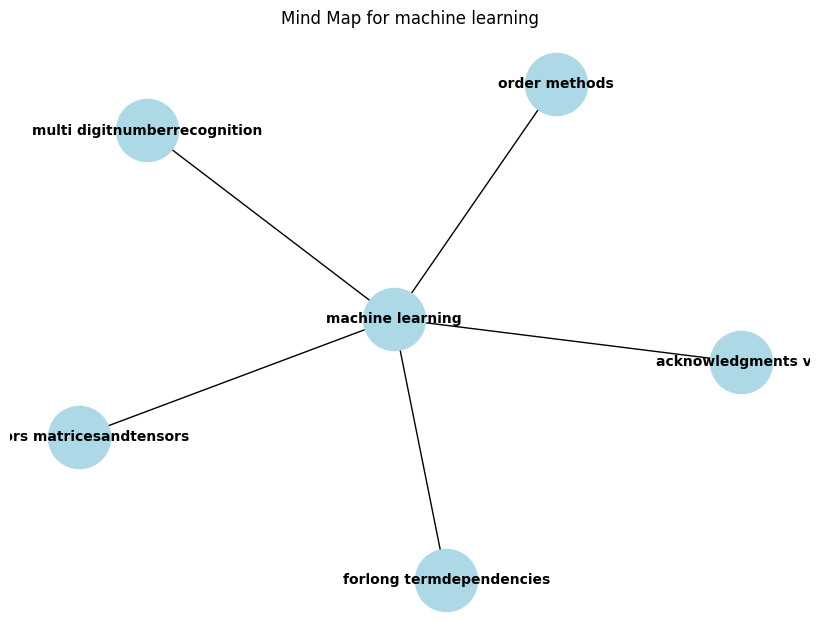 Mind Map for machine learning
order methods
multi digitnumberrecognition
machine learning
acknowledgments v
ors matricesandtensors
forlong termdependencies